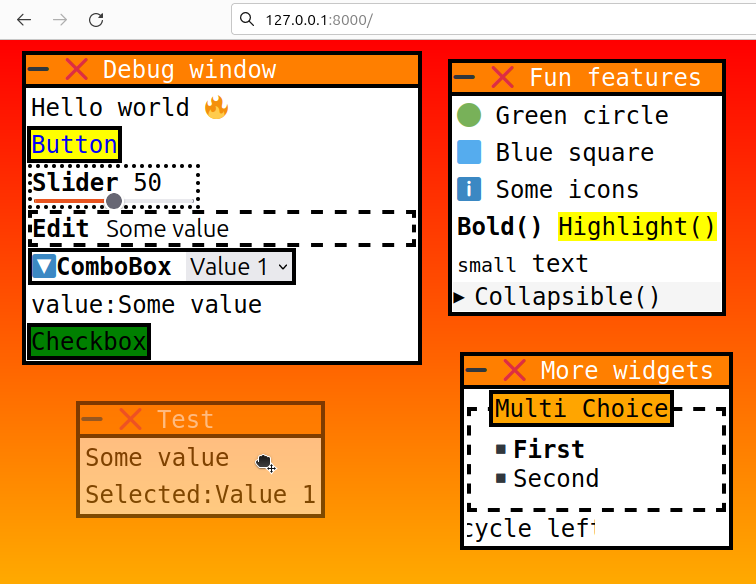 127.0.0.1:8000/
Debug window
Hello world 🔥
Button
Slider 50
Edit Some value
ComboBox Value 1
value:Some value
Checkbox
Fun features
Green circle
Blue square
Some icons
Bold() Highlight()
small text
Collapsible()
Test
Some value
Selected:Value 1
More widgets
Multi Choice
First
Second
cycle left